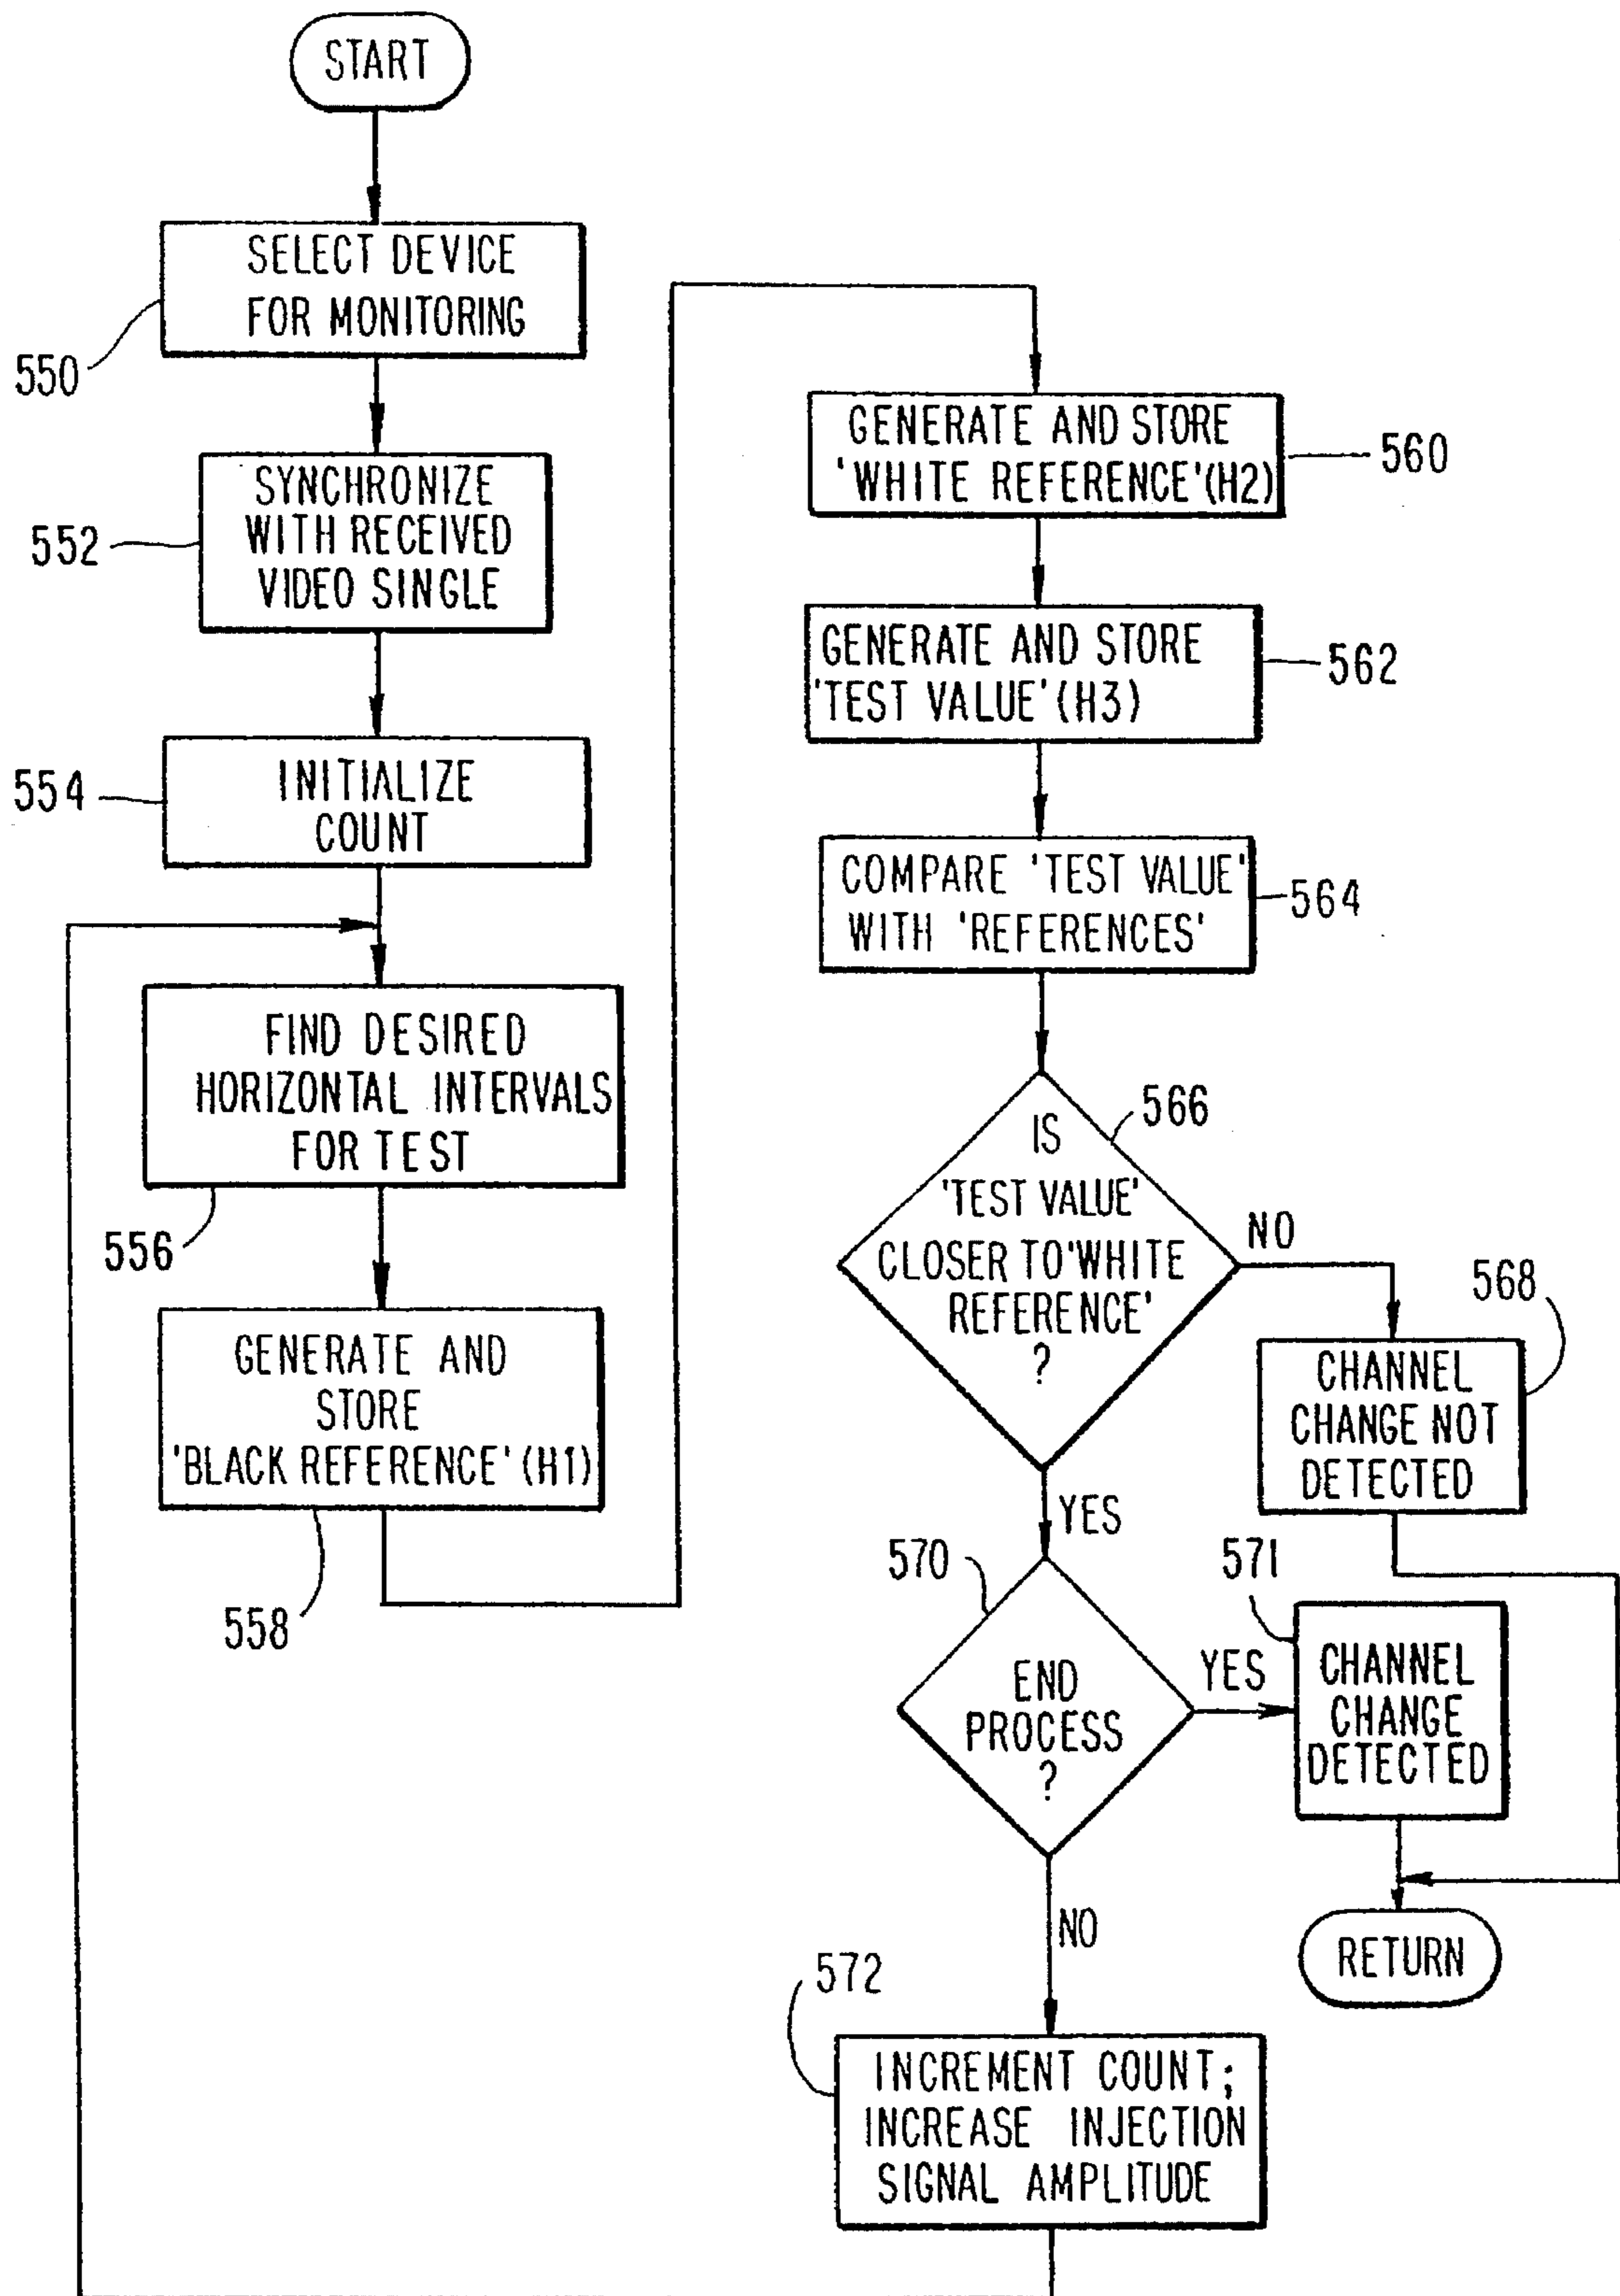 START
SELECT DEVICE
FOR MONITORING
550
SYNCHRONIZE
WITH RECEIVED
VIDEO SINGLE
552
INITIALIZE
COUNT
554
FIND DESIRED
HORIZONTAL INTERVALS
FOR TEST
556
GENERATE AND
STORE
'BLACK REFERENCE' (H1)
558
GENERATE AND STORE
'WHITE REFERENCE' (H2)
560
GENERATE AND STORE
'TEST VALUE' (H3)
562
COMPARE 'TEST VALUE'
WITH 'REFERENCES'
564
IS
'TEST VALUE'
CLOSER TO 'WHITE
REFERENCE'
?
566
NO
CHANNEL
CHANGE NOT
DETECTED
568
YES
END
PROCESS
?
570
YES
CHANNEL
CHANGE
DETECTED
571
RETURN
NO
INCREMENT COUNT;
INCREASE INJECTION
SIGNAL AMPLITUDE
572